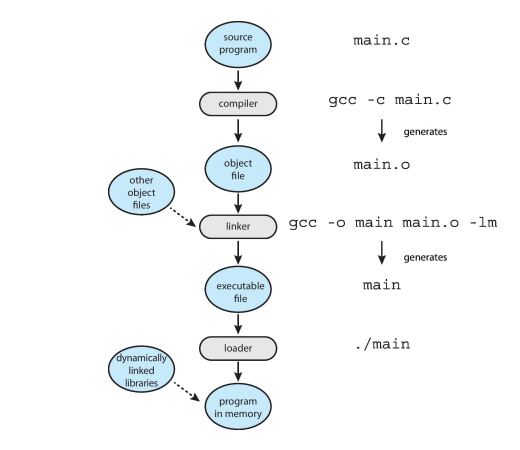 source
program
main.c
compiler
gcc -c main.c
generates
object
file
main.o
other
object
files
linker
gcc -o main main.o -lm
generates
executable
file
main
loader
./main
dynamically
linked
libraries
program
in memory